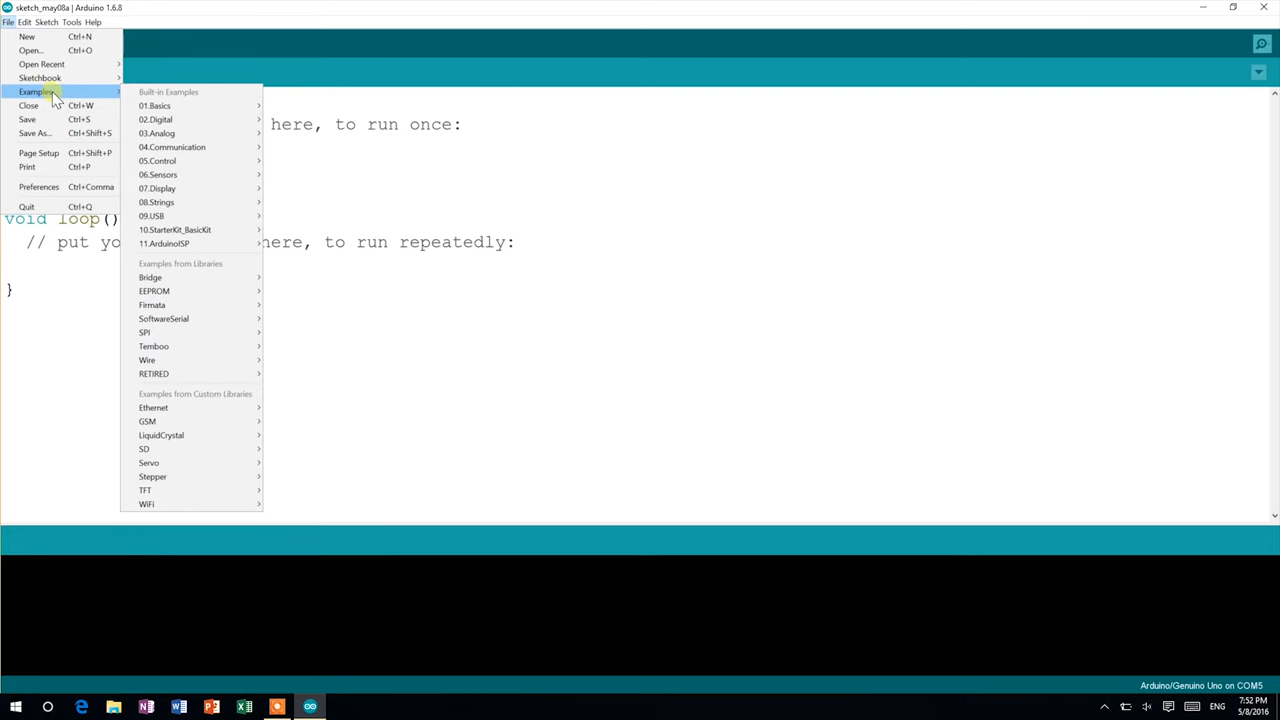 sketch_may08a | Arduino 1.6.8
File Edit Sketch Tools Help
New Ctrl+N
Open... Ctrl+O
Open Recent
Sketchbook
Examples
Close Ctrl+W
Save Ctrl+S
Save As... Ctrl+Shift+S
Page Setup Ctrl+Shift+P
Print Ctrl+P
Preferences Ctrl+Comma
Quit Ctrl+Q
Built-in Examples
01.Basics
02.Digital
03.Analog
04.Communication
05.Control
06.Sensors
07.Display
08.Strings
09.USB
10.StarterKit_BasicKit
11.ArduinoISP
Examples from Libraries
Bridge
EEPROM
Firmata
SoftwareSerial
SPI
Temboo
Wire
RETIRED
Examples from Custom Libraries
Ethernet
GSM
LiquidCrystal
SD
Servo
Stepper
TFT
WiFi
here, to run once:
void loop()
// put yo here, to run repeatedly:
}
Arduino/Genuino Uno on COM5
ENG
7:52 PM
5/8/2016